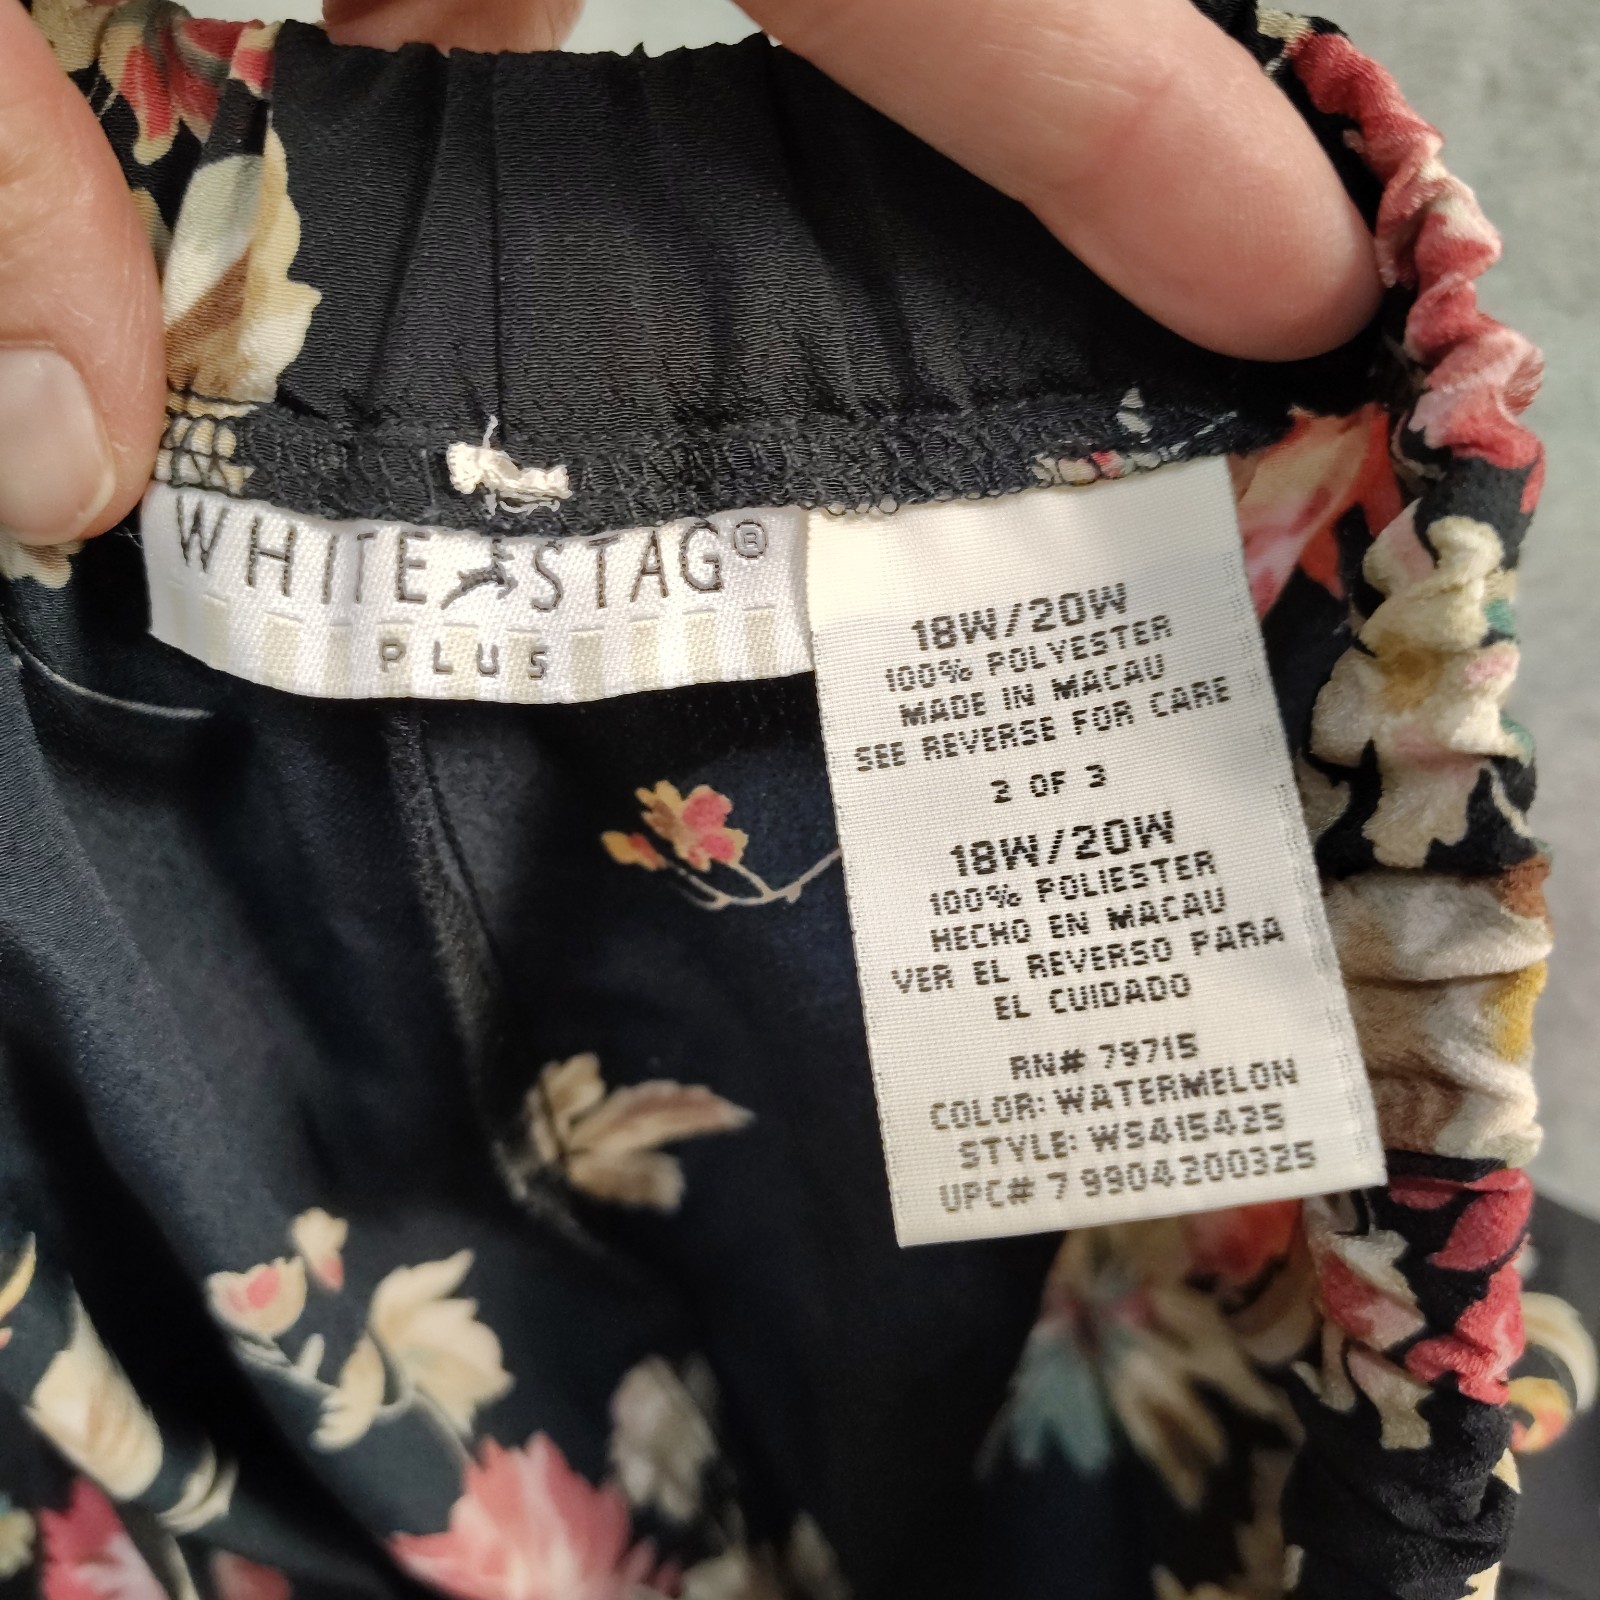 WHITE STAG®
PLUS
18W/20W
100% POLYESTER
MADE IN MACAU
SEE REVERSE FOR CARE
2 OF 3
18W/20W
100% POLIESTER
HECHO EN MACAU
VER EL REVERSO PARA
EL CUIDADO
RN# 79715
COLOR: WATERMELON
STYLE: WS415425
UPC# 7 9904200325